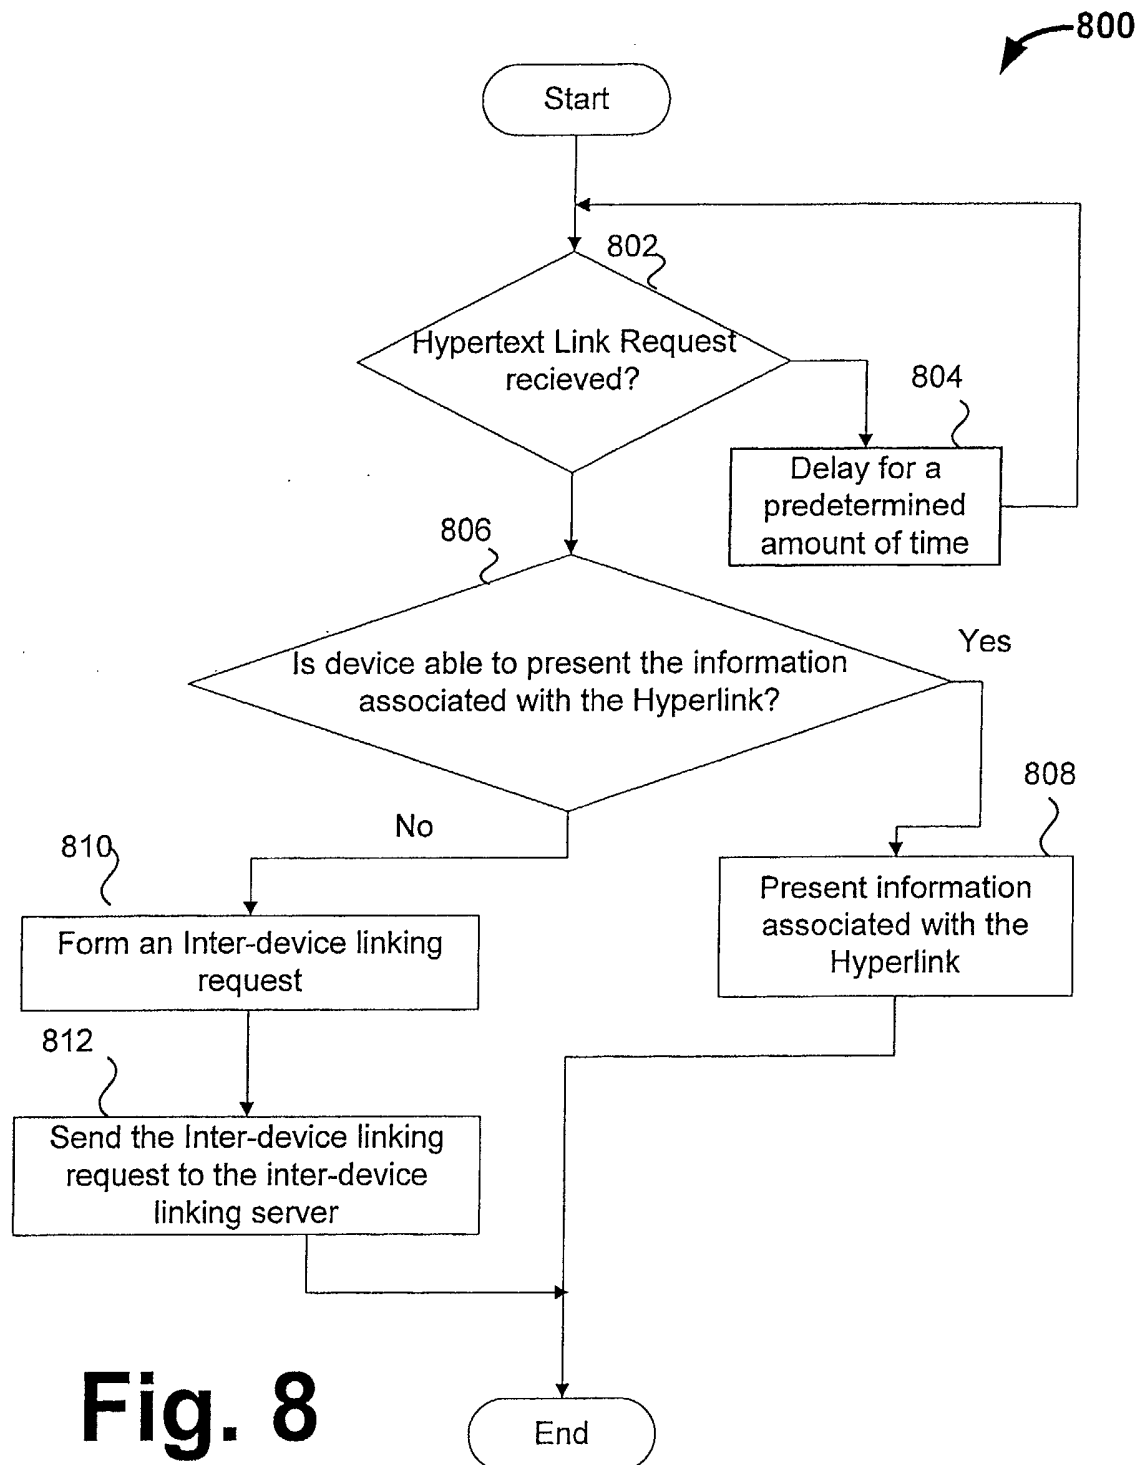 800
Start
802
Hypertext Link Request
recieved?
804
Delay for a
predetermined
amount of time
806
Is device able to present the information
associated with the Hyperlink?
Yes
No
808
Present information
associated with the
Hyperlink
810
Form an Inter-device linking
request
812
Send the Inter-device linking
request to the inter-device
linking server
End
Fig. 8